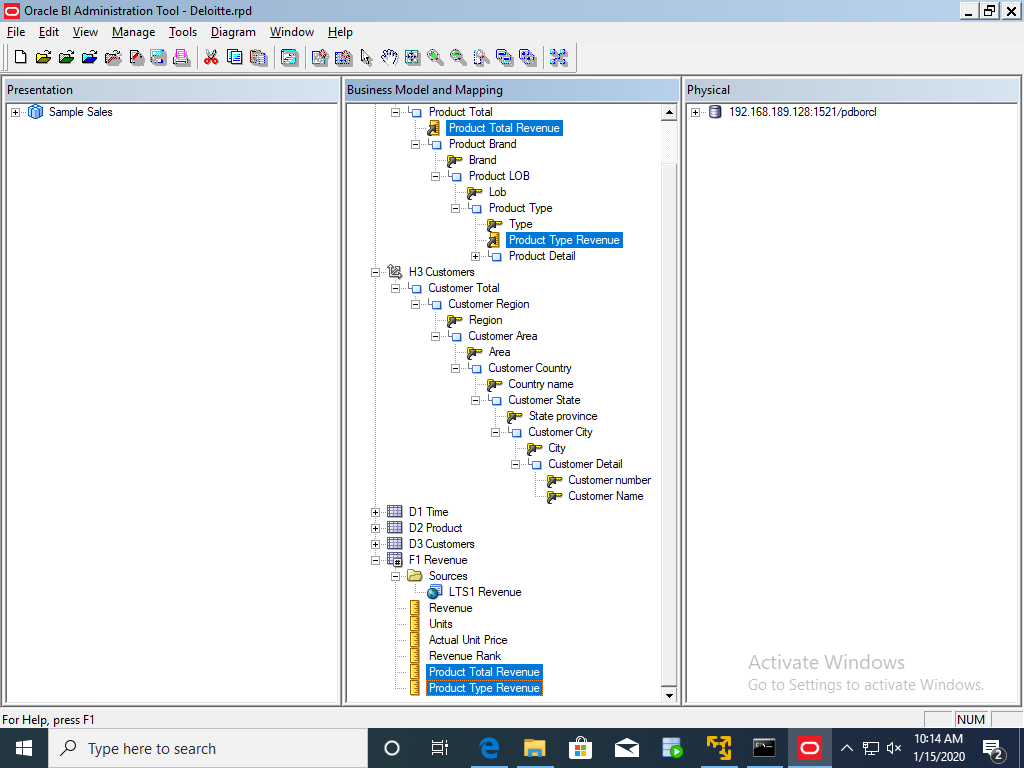 Oracle BI Administration Tool - Deloitte.rpd
File Edit View Manage Tools Diagram Window Help
Presentation
Sample Sales
Business Model and Mapping
Product Total
Product Total Revenue
Product Brand
Brand
Product LOB
Lob
Product Type
Type
Product Type Revenue
Product Detail
H3 Customers
Customer Total
Customer Region
Region
Customer Area
Area
Customer Country
Country name
Customer State
State province
Customer City
City
Customer Detail
Customer number
Customer Name
D1 Time
D2 Product
D3 Customers
F1 Revenue
Sources
LTS1 Revenue
Revenue
Units
Actual Unit Price
Revenue Rank
Product Total Revenue
Product Type Revenue
Physical
192.168.189.128:1521/pdborcl
Activate Windows
Go to Settings to activate Windows.
For Help, press F1
NUM
Type here to search
10:14 AM
1/15/2020
2